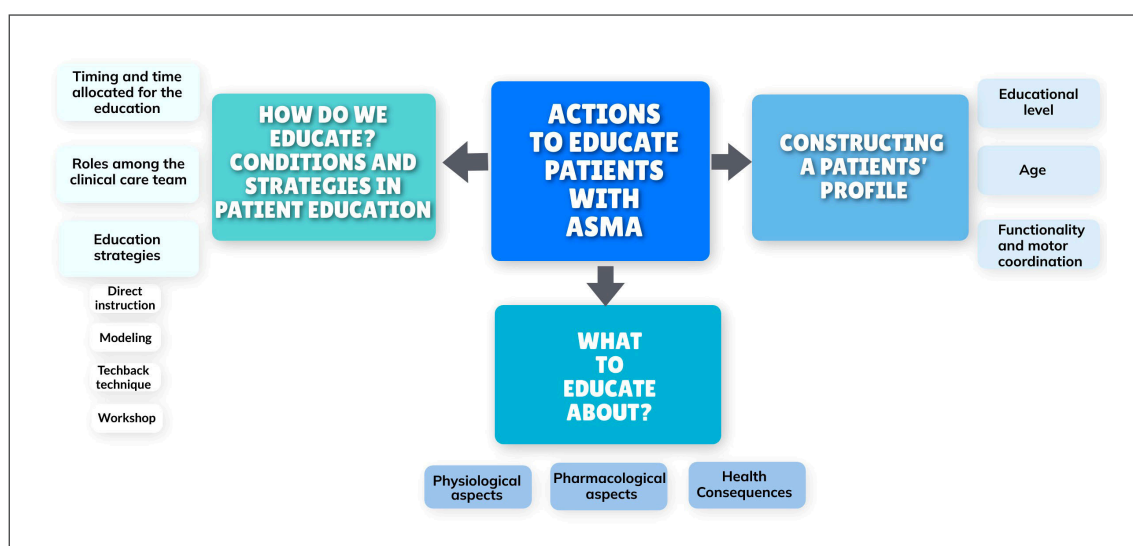 Timing and time
allocated for the
education
Roles among the
clinical care team
Education
strategies
Direct
instruction
Modeling
Techback
technique
Workshop
HOW DO WE
EDUCATE?
CONDITIONS AND
STRATEGIES IN
PATIENT EDUCATION
ACTIONS
TO EDUCATE
PATIENTS
WITH
ASMA
CONSTRUCTING
A PATIENTS'
PROFILE
Educational
level
Age
Functionality
and motor
coordination
WHAT
TO
EDUCATE
ABOUT?
Physiological
aspects
Pharmacological
aspects
Health
Consequences